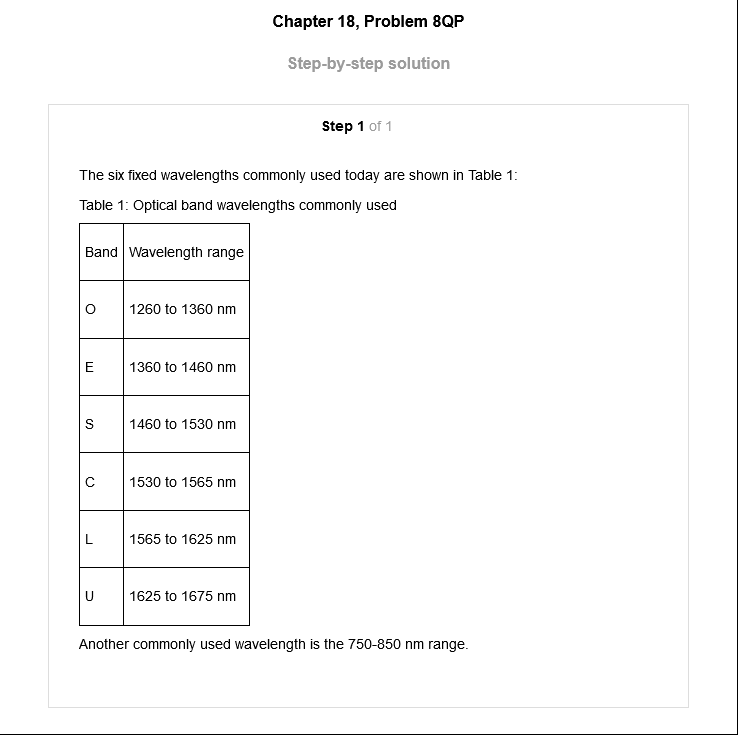 Chapter 18, Problem 8QP
Step-by-step solution
Step 1 of 1
The six fixed wavelengths commonly used today are shown in Table 1:
Table 1: Optical band wavelengths commonly used
Band Wavelength range
O 1260 to 1360 nm
E 1360 to 1460 nm
S 1460 to 1530 nm
C 1530 to 1565 nm
L 1565 to 1625 nm
U 1625 to 1675 nm
Another commonly used wavelength is the 750-850 nm range.